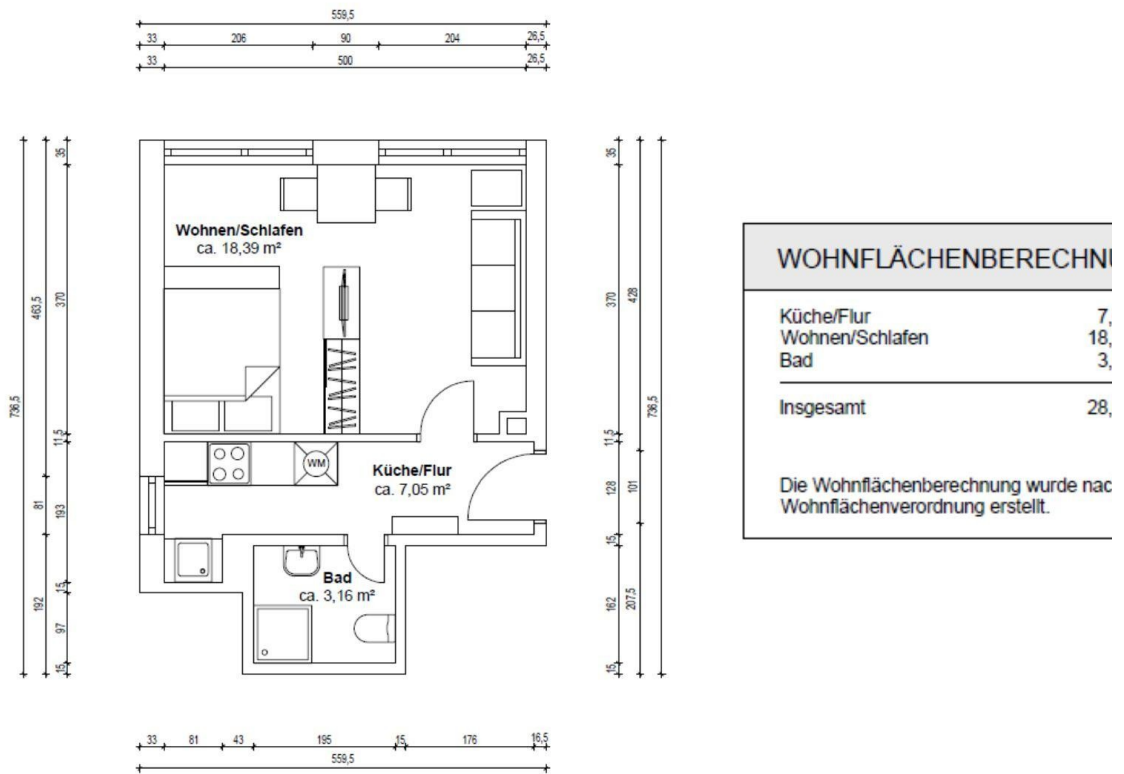 559,5
33 206 90 204 26,5
33 500 26,5
35
370
11,5
193
15
97
15
463,5
81
192
736,5
35
370
11,5
128
15
162
15
428
101
207,5
736,5
Wohnen/Schlafen
ca. 18,39 m²
WM
Küche/Flur
ca. 7,05 m²
Bad
ca. 3,16 m²
33 81 43 195 15 176 16,5
559,5
WOHNFLÄCHENBERECHNU
Küche/Flur 7,
Wohnen/Schlafen 18,
Bad 3,
Insgesamt 28,
Die Wohnflächenberechnung wurde nac
Wohnflächenverordnung erstellt.